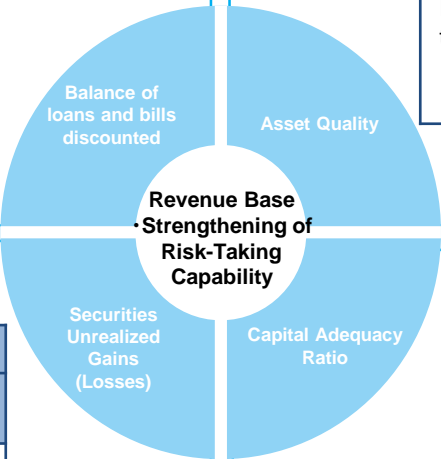 Balance of
loans and bills
discounted
Asset Quality
Revenue Base
・Strengthening of
Risk-Taking
Capability
Securities
Unrealized
Gains
(Losses)
Capital Adequacy
Ratio